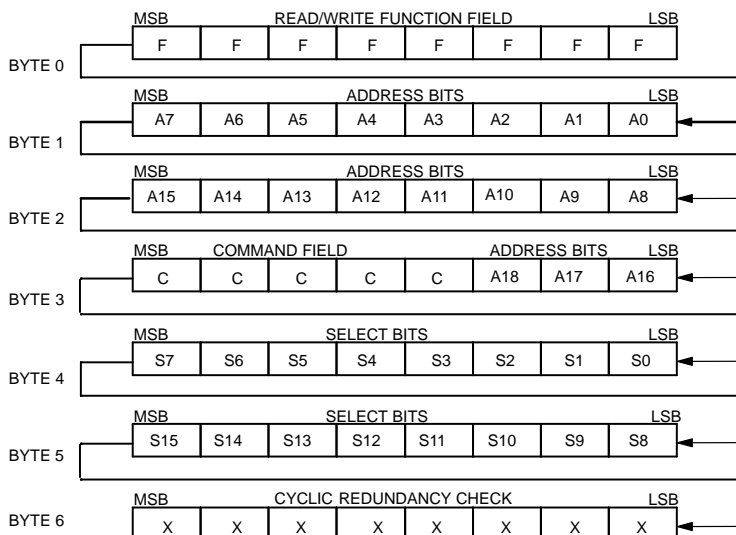 MSB READ/WRITE FUNCTION FIELD LSB
F F F F F F F F
BYTE 0
MSB ADDRESS BITS LSB
A7 A6 A5 A4 A3 A2 A1 A0
BYTE 1
MSB ADDRESS BITS LSB
A15 A14 A13 A12 A11 A10 A9 A8
BYTE 2
MSB COMMAND FIELD ADDRESS BITS LSB
C C C C C A18 A17 A16
BYTE 3
MSB SELECT BITS LSB
S7 S6 S5 S4 S3 S2 S1 S0
BYTE 4
MSB SELECT BITS LSB
S15 S14 S13 S12 S11 S10 S9 S8
BYTE 5
MSB CYCLIC REDUNDANCY CHECK LSB
BYTE 6
X X X X X X X X